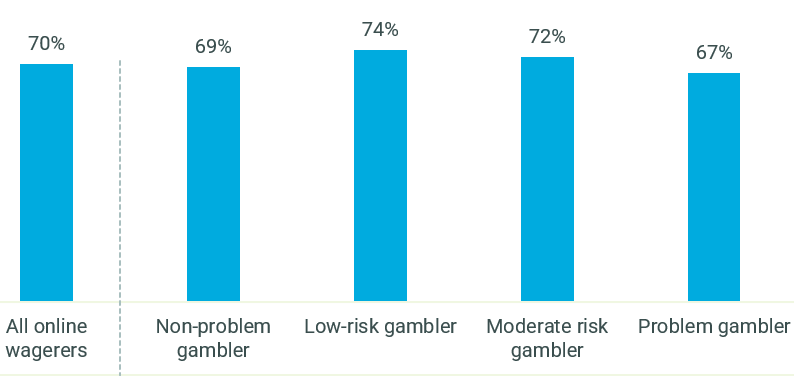 70%
69%
74%
72%
67%
All online
wagerers
Non-problem
gambler
Low-risk gambler
Moderate risk
gambler
Problem gambler